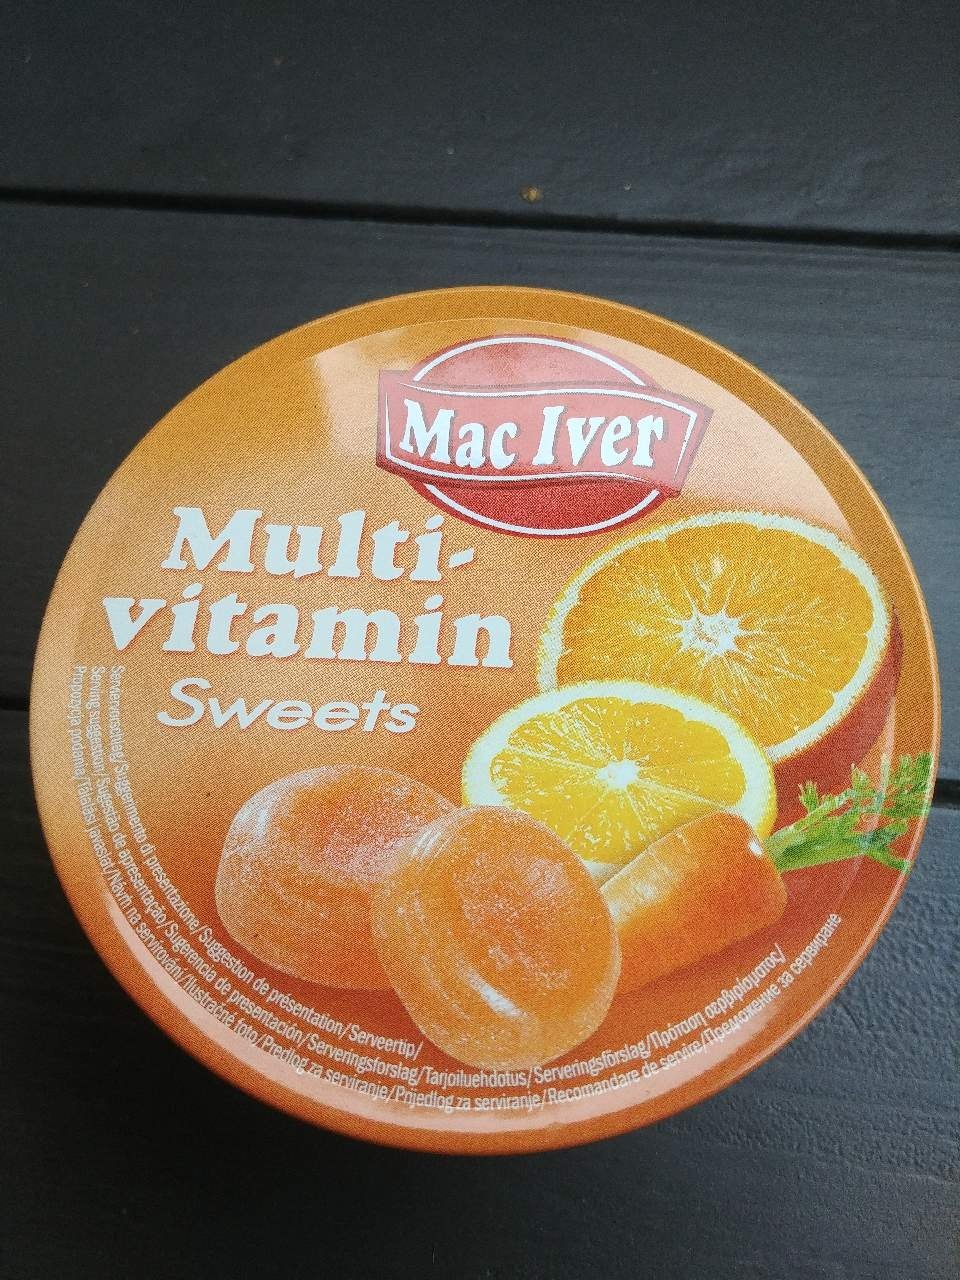 Mac Iver
Multi-
vitamin
Sweets
Serviervorschlag/Suggerimento di presentazione/Suggestion de présentation/Serveertip/
Serving suggestion/Sugestão de apresentação/Sugerencia de presentación/Serveringsforslag/Tarjoiluehdotus/Serveringsförslag/Πρόταση σερβιρίσματος/
Propozycja podania/Tálalási javaslat/Návrh na servírování/Ilustračné foto/Predlog za serviranje/Prijedlog za serviranje/Recomandare de servire/Предложение за сервиране